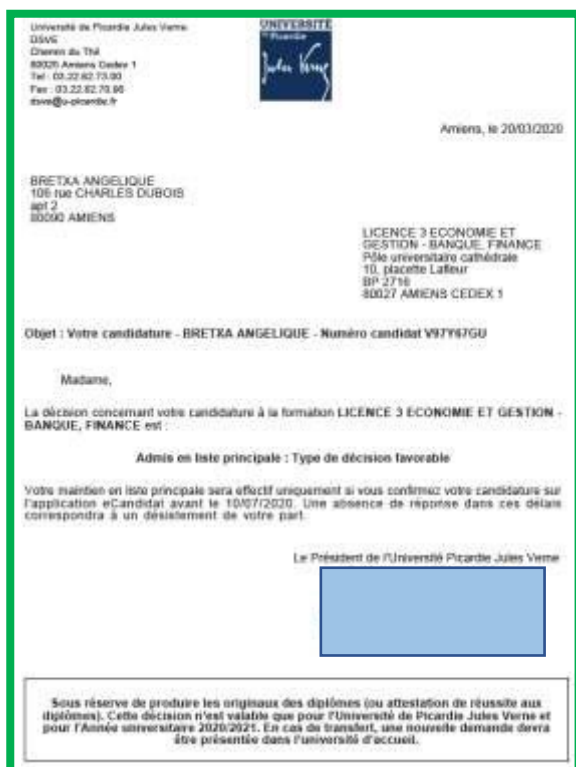 Université de Picardie Jules Verne
DSVE
Chemin du Thil
80025 Amiens Cedex 1
Tel : 03.22.82.73.00
Fax : 03.22.82.70.96
dsve@u-picardie.fr
UNIVERSITÉ
de Picardie
Jules Verne
Amiens, le 20/03/2020
BRETXA ANGELIQUE
106 rue CHARLES DUBOIS
apt 2
80090 AMIENS
LICENCE 3 ECONOMIE ET
GESTION - BANQUE, FINANCE
Pôle universitaire cathédrale
10, placette Lafleur
BP 2716
80027 AMIENS CEDEX 1
Objet : Votre candidature - BRETXA ANGELIQUE - Numéro candidat V97Y67GU
Madame,
La décision concernant votre candidature à la formation LICENCE 3 ECONOMIE ET GESTION -
BANQUE, FINANCE est :
Admis en liste principale : Type de décision favorable
Votre maintien en liste principale sera effectif uniquement si vous confirmez votre candidature sur
l'application eCandidat avant le 10/07/2020. Une absence de réponse dans ces délais
correspondra à un désistement de votre part.
Le Président de l'Université Picardie Jules Verne
Sous réserve de produire les originaux des diplômes (ou attestation de réussite aux
diplômes). Cette décision n'est valable que pour l'Université de Picardie Jules Verne et
pour l'Année universitaire 2020/2021. En cas de transfert, une nouvelle demande devra
être présentée dans l'université d'accueil.